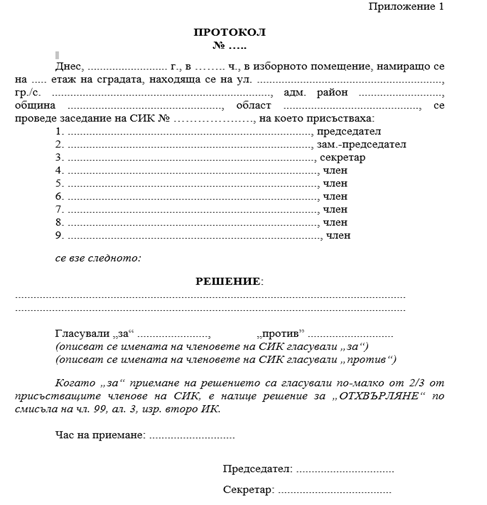 Приложение 1
ПРОТОКОЛ
№ …..
Днес, ........................... г., в …….. ч., в изборното помещение, намиращо се
на ..... етаж на сградата, находяща се на ул. ..............................................................,
гр./с. ................................................................, адм. район ............................,
община ...................................................., област .............................................., се
проведе заседание на СИК № …………………, на което присъстваха:
1. ..................................................................................., председател
2. ..................................................................................., зам.-председател
3. ..................................................................................., секретар
4. ....................................................................................., член
5. ....................................................................................., член
6. ....................................................................................., член
7. ....................................................................................., член
8. ....................................................................................., член
9. ....................................................................................., член
се взе следното:
РЕШЕНИЕ:
...................................................................................................................................
...................................................................................................................................
Гласували „за“ ........................., „против” .............................
(описват се имената на членовете на СИК гласували „за“)
(описват се имената на членовете на СИК гласували „против“)
Когато „за“ приемане на решението са гласували по-малко от 2/3 от
присъстващите членове на СИК, е налице решение за „ОТХВЪРЛЯНЕ“ по
смисъла на чл. 99, ал. 3, изр. второ ИК.
Час на приемане: .............................
Председател: ................................
Секретар: ......................................